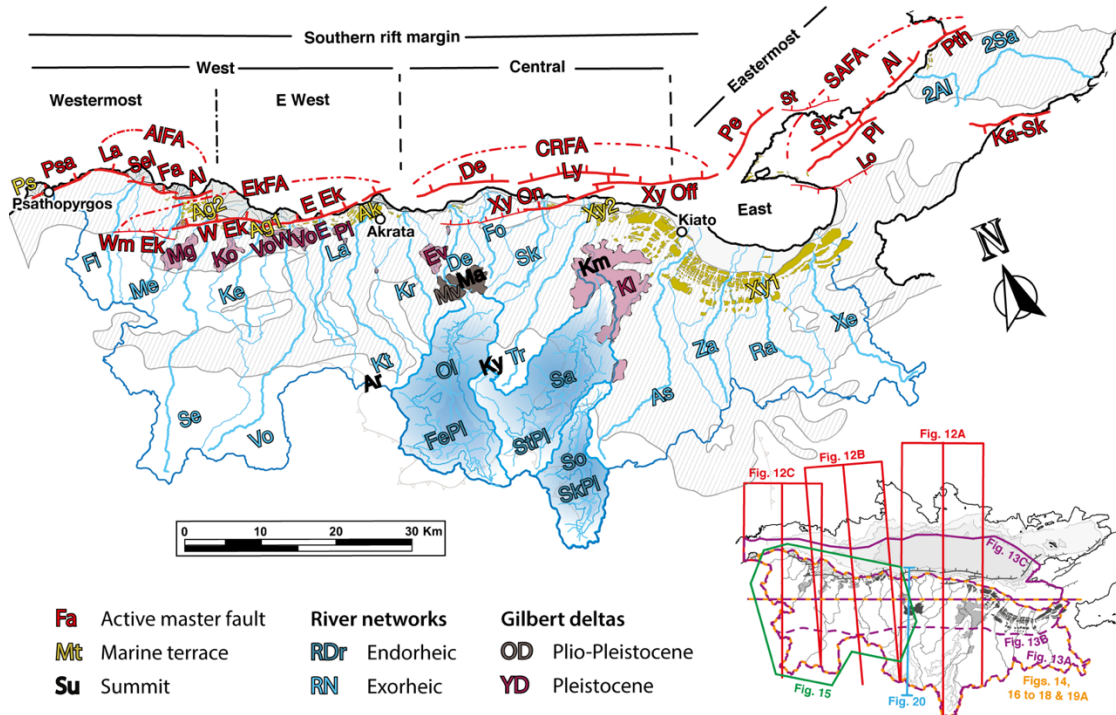 Southern rift margin
West
Central
Eastermost
Westermost
E West
SAFA
Pth
2Sa
Al
St
2Al
Pe
Sk
Pl
Ka-Sk
Lo
AlFA
CRFA
La
Psa
Sel
Fa
Al
De
Ly
Ps
Psathopyrgos
EkFA
E Ek
Xy On
Xy Off
East
Ag2
Ak
Xy2
Kiato
Wm Ek
W Ek
Ag1
Akrata
Fo
Mg
Ko
VoW
VoE
Pl
La
Ev
De
Sk
Km
Fl
Me
Ke
Kr
Mv
Ma
Kl
Xy1
Xe
Kt
Ar
Ol
Ky
Tr
Sa
Za
Ra
As
Se
Vo
FePl
StPl
So
SkPl
N
0 10 20 30 Km
Fa Active master fault
Mt Marine terrace
Su Summit
River networks
RDr Endorheic
RN Exorheic
Gilbert deltas
OD Plio-Pleistocene
YD Pleistocene
Fig. 12A
Fig. 12B
Fig. 12C
Fig. 13C
Fig. 13B
Fig. 13A
Fig. 15
Fig. 20
Figs. 14,
16 to 18 & 19A